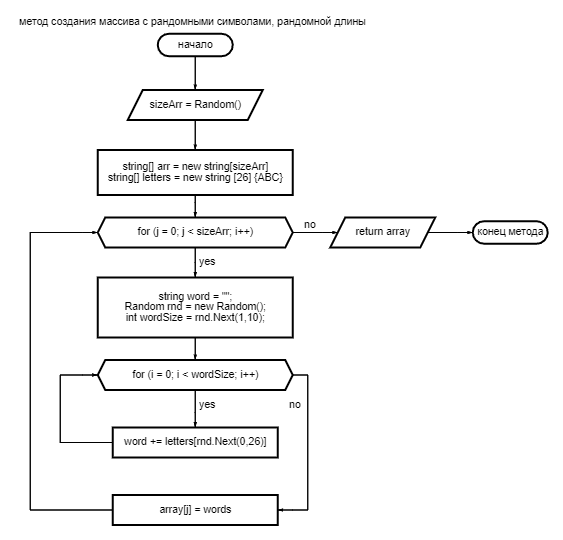 метод создания массива с рандомными символами, рандомной длины
начало
sizeArr = Random()
string[] arr = new string[sizeArr]
string[] letters = new string [26] {ABC}
for (j = 0; j < sizeArr; i++)
no
return array
конец метода
yes
string word = "";
Random rnd = new Random();
int wordSize = rnd.Next(1,10);
for (i = 0; i < wordSize; i++)
yes
no
word += letters[rnd.Next(0,26)]
array[j] = words